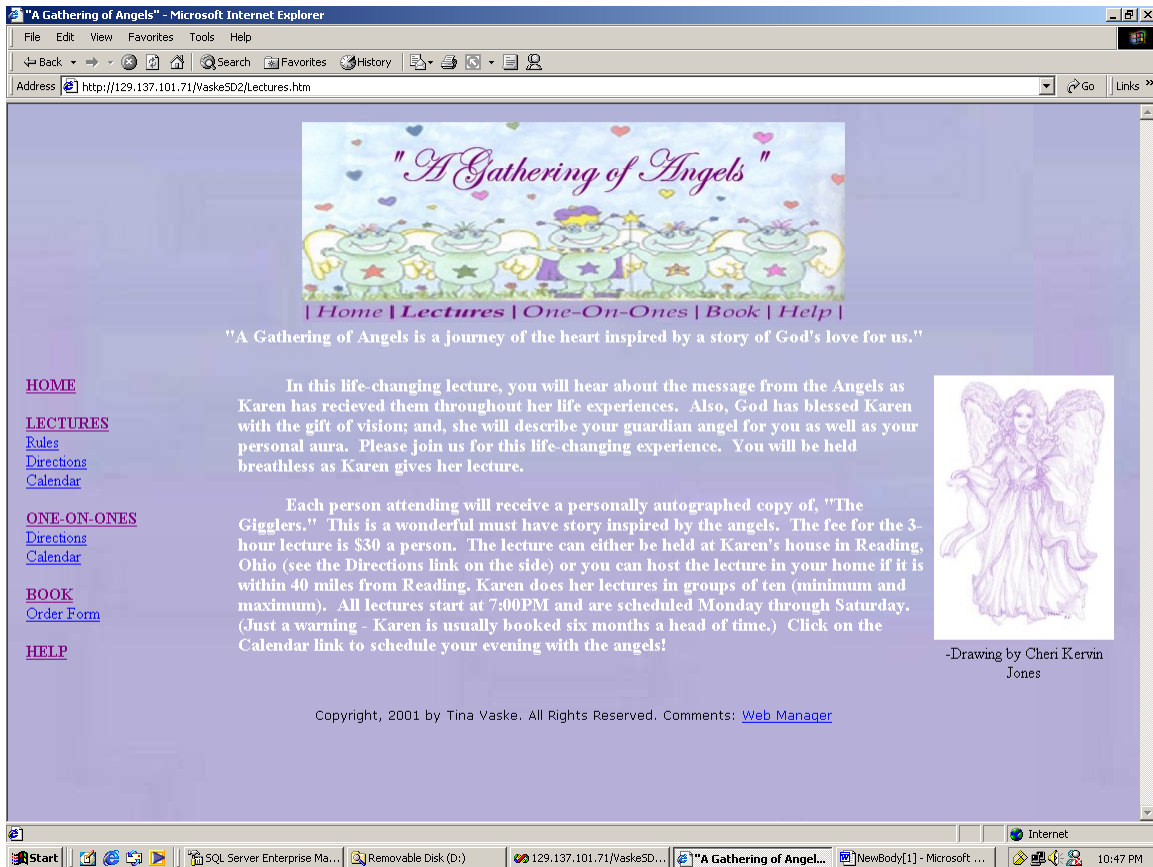 "A Gathering of Angels" - Microsoft Internet Explorer
File Edit View Favorites Tools Help
Back Search Favorites History
Address http://129.137.101.71/VaskeSD2/Lectures.htm Go Links »
" A Gathering of Angels "
| Home | Lectures | One-On-Ones | Book | Help |
"A Gathering of Angels is a journey of the heart inspired by a story of God's love for us."
HOME
LECTURES
Rules
Directions
Calendar
ONE-ON-ONES
Directions
Calendar
BOOK
Order Form
HELP
In this life-changing lecture, you will hear about the message from the Angels as
Karen has recieved them throughout her life experiences. Also, God has blessed Karen
with the gift of vision; and, she will describe your guardian angel for you as well as your
personal aura. Please join us for this life-changing experience. You will be held
breathless as Karen gives her lecture.
Each person attending will receive a personally autographed copy of, "The
Gigglers." This is a wonderful must have story inspired by the angels. The fee for the 3-
hour lecture is $30 a person. The lecture can either be held at Karen's house in Reading,
Ohio (see the Directions link on the side) or you can host the lecture in your home if it is
within 40 miles from Reading. Karen does her lectures in groups of ten (minimum and
maximum). All lectures start at 7:00PM and are scheduled Monday through Saturday.
(Just a warning - Karen is usually booked six months a head of time.) Click on the
Calendar link to schedule your evening with the angels!
-Drawing by Cheri Kervin
Jones
Copyright, 2001 by Tina Vaske. All Rights Reserved. Comments: Web Manager
Internet
Start SQL Server Enterprise Ma... Removable Disk (D:) 129.137.101.71/VaskeSD... "A Gathering of Angel... NewBody[1] - Microsoft ... 10:47 PM